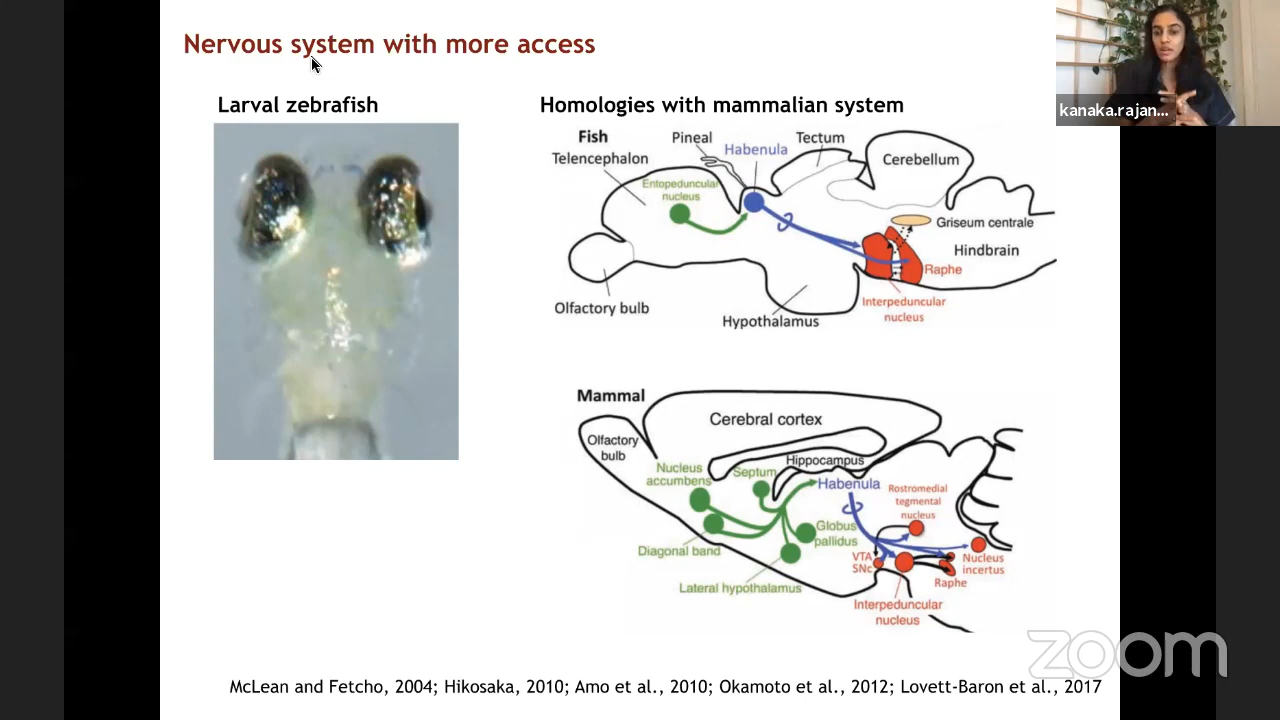 Nervous system with more access
kanaka.rajan...
Larval zebrafish
Homologies with mammalian system
Fish
Pineal
Tectum
Telencephalon
Habenula
Cerebellum
Entopeduncular
nucleus
Griseum centrale
Hindbrain
Raphe
Olfactory bulb
Interpeduncular
nucleus
Hypothalamus
Mammal
Cerebral cortex
Olfactory
bulb
Hippocampus
Nucleus
accumbens
Septum
Habenula
Rostromedial
tegmental
nucleus
Globus
pallidus
Diagonal band
VTA
SNc
Nucleus
incertus
Raphe
Lateral hypothalamus
Interpeduncular
nucleus
zoom
McLean and Fetcho, 2004; Hikosaka, 2010; Amo et al., 2010; Okamoto et al., 2012; Lovett-Baron et al., 2017